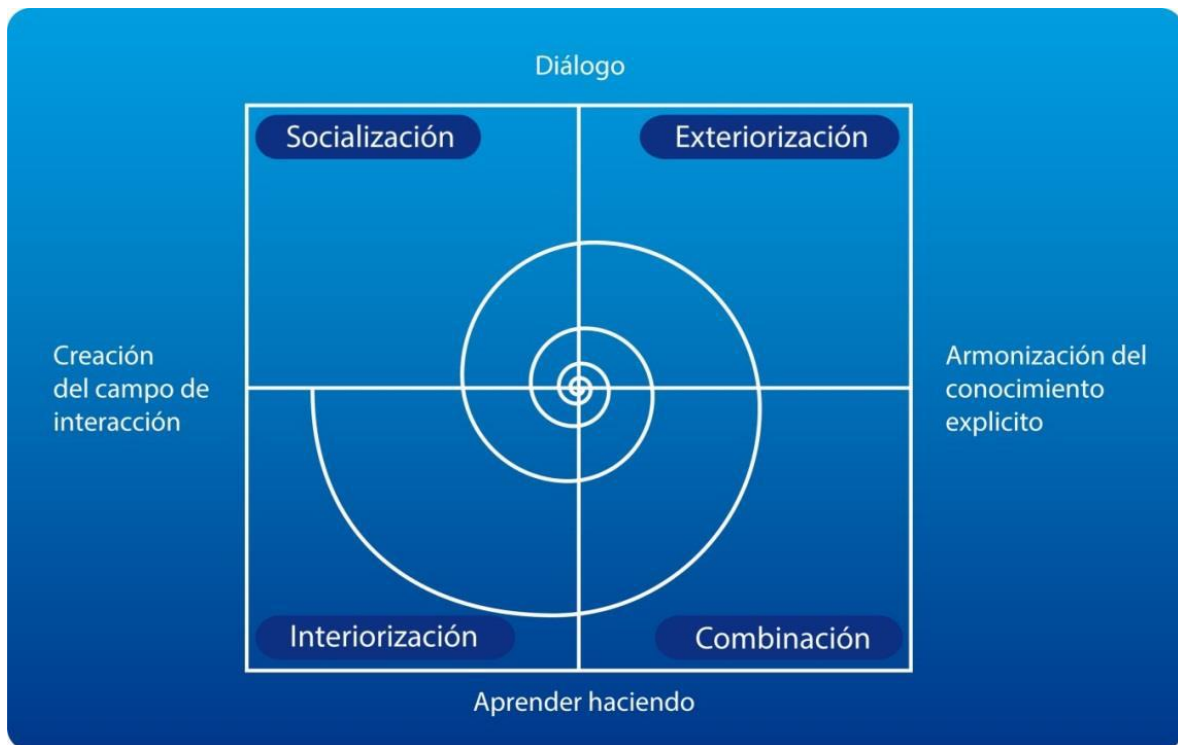 Diálogo
Socialización
Exteriorización
Creación
del campo de
interacción
Armonización del
conocimiento
explicito
Interiorización
Combinación
Aprender haciendo